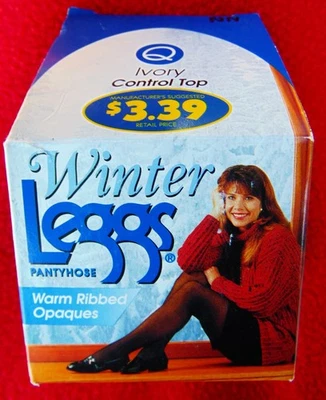 Q
Ivory
Control Top
MANUFACTURER'S SUGGESTED
$3.39
RETAIL PRICE
Winter
Leggs®
PANTYHOSE
Warm Ribbed
Opaques